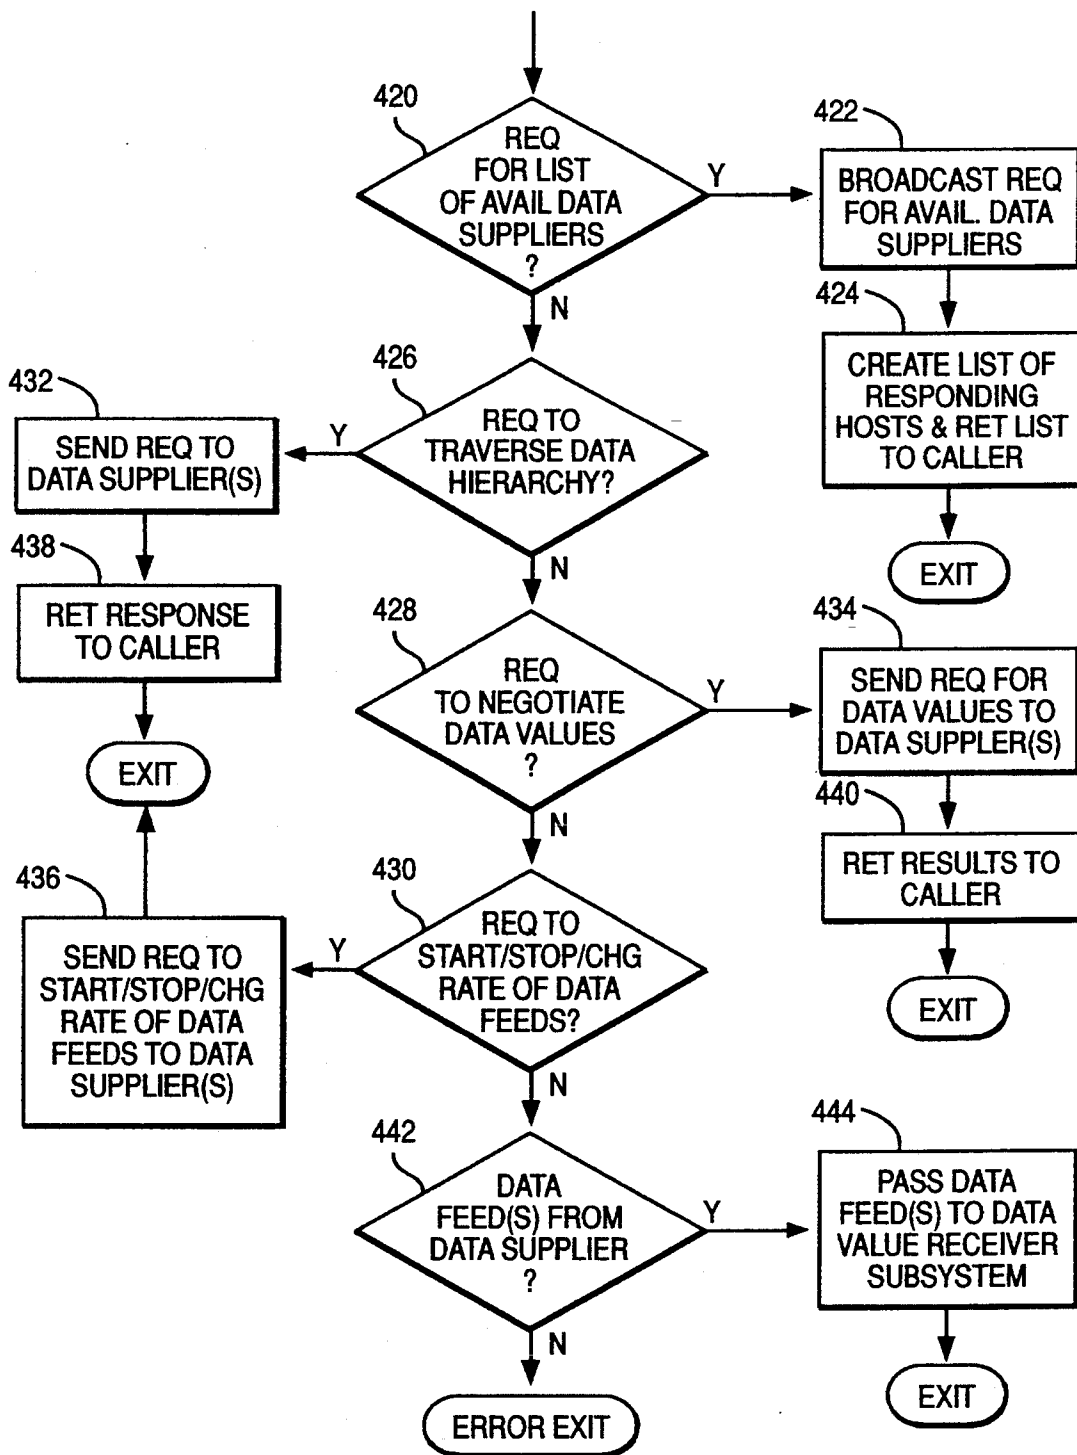 420
REQ
FOR LIST
OF AVAIL DATA
SUPPLIERS
?
Y
N
422
BROADCAST REQ
FOR AVAIL. DATA
SUPPLIERS
424
CREATE LIST OF
RESPONDING
HOSTS & RET LIST
TO CALLER
EXIT
426
REQ TO
TRAVERSE DATA
HIERARCHY?
Y
N
432
SEND REQ TO
DATA SUPPLIER(S)
438
RET RESPONSE
TO CALLER
EXIT
428
REQ
TO NEGOTIATE
DATA VALUES
?
Y
N
434
SEND REQ FOR
DATA VALUES TO
DATA SUPPLER(S)
440
RET RESULTS TO
CALLER
EXIT
430
REQ TO
START/STOP/CHG
RATE OF DATA
FEEDS?
Y
N
436
SEND REQ TO
START/STOP/CHG
RATE OF DATA
FEEDS TO DATA
SUPPLIER(S)
442
DATA
FEED(S) FROM
DATA SUPPLIER
?
Y
N
444
PASS DATA
FEED(S) TO DATA
VALUE RECEIVER
SUBSYSTEM
EXIT
ERROR EXIT